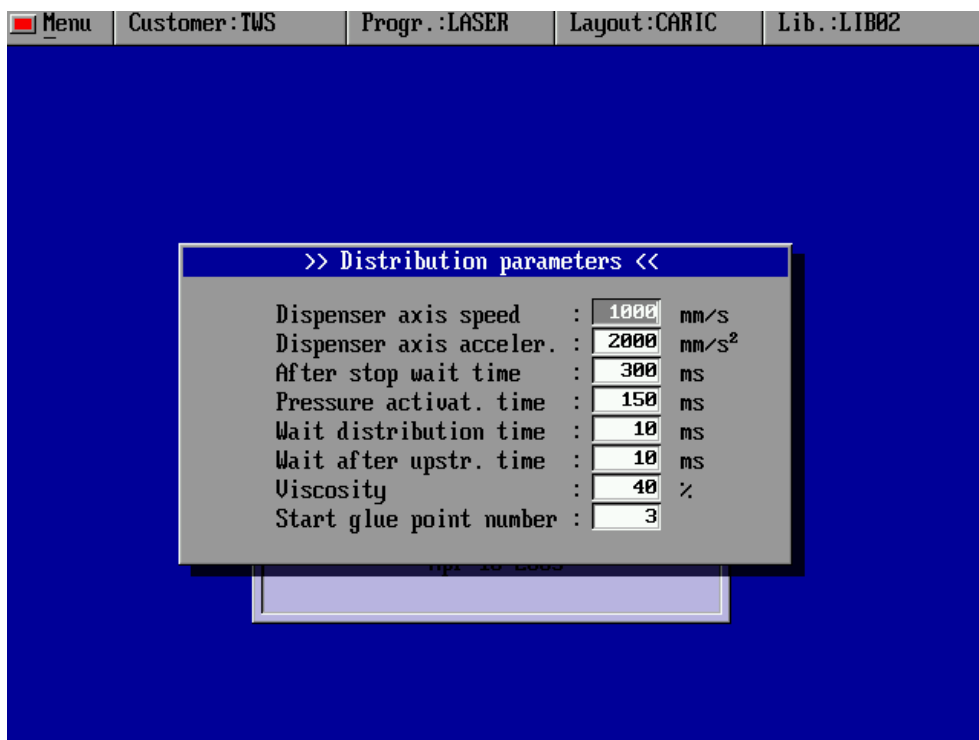 Menu Customer:TWS Progr.:LASER Layout:CARIC Lib.:LIB02
>> Distribution parameters <<
Dispenser axis speed : 1000 mm/s
Dispenser axis acceler. : 2000 mm/s²
After stop wait time : 300 ms
Pressure activat. time : 150 ms
Wait distribution time : 10 ms
Wait after upstr. time : 10 ms
Viscosity : 40 %
Start glue point number : 3